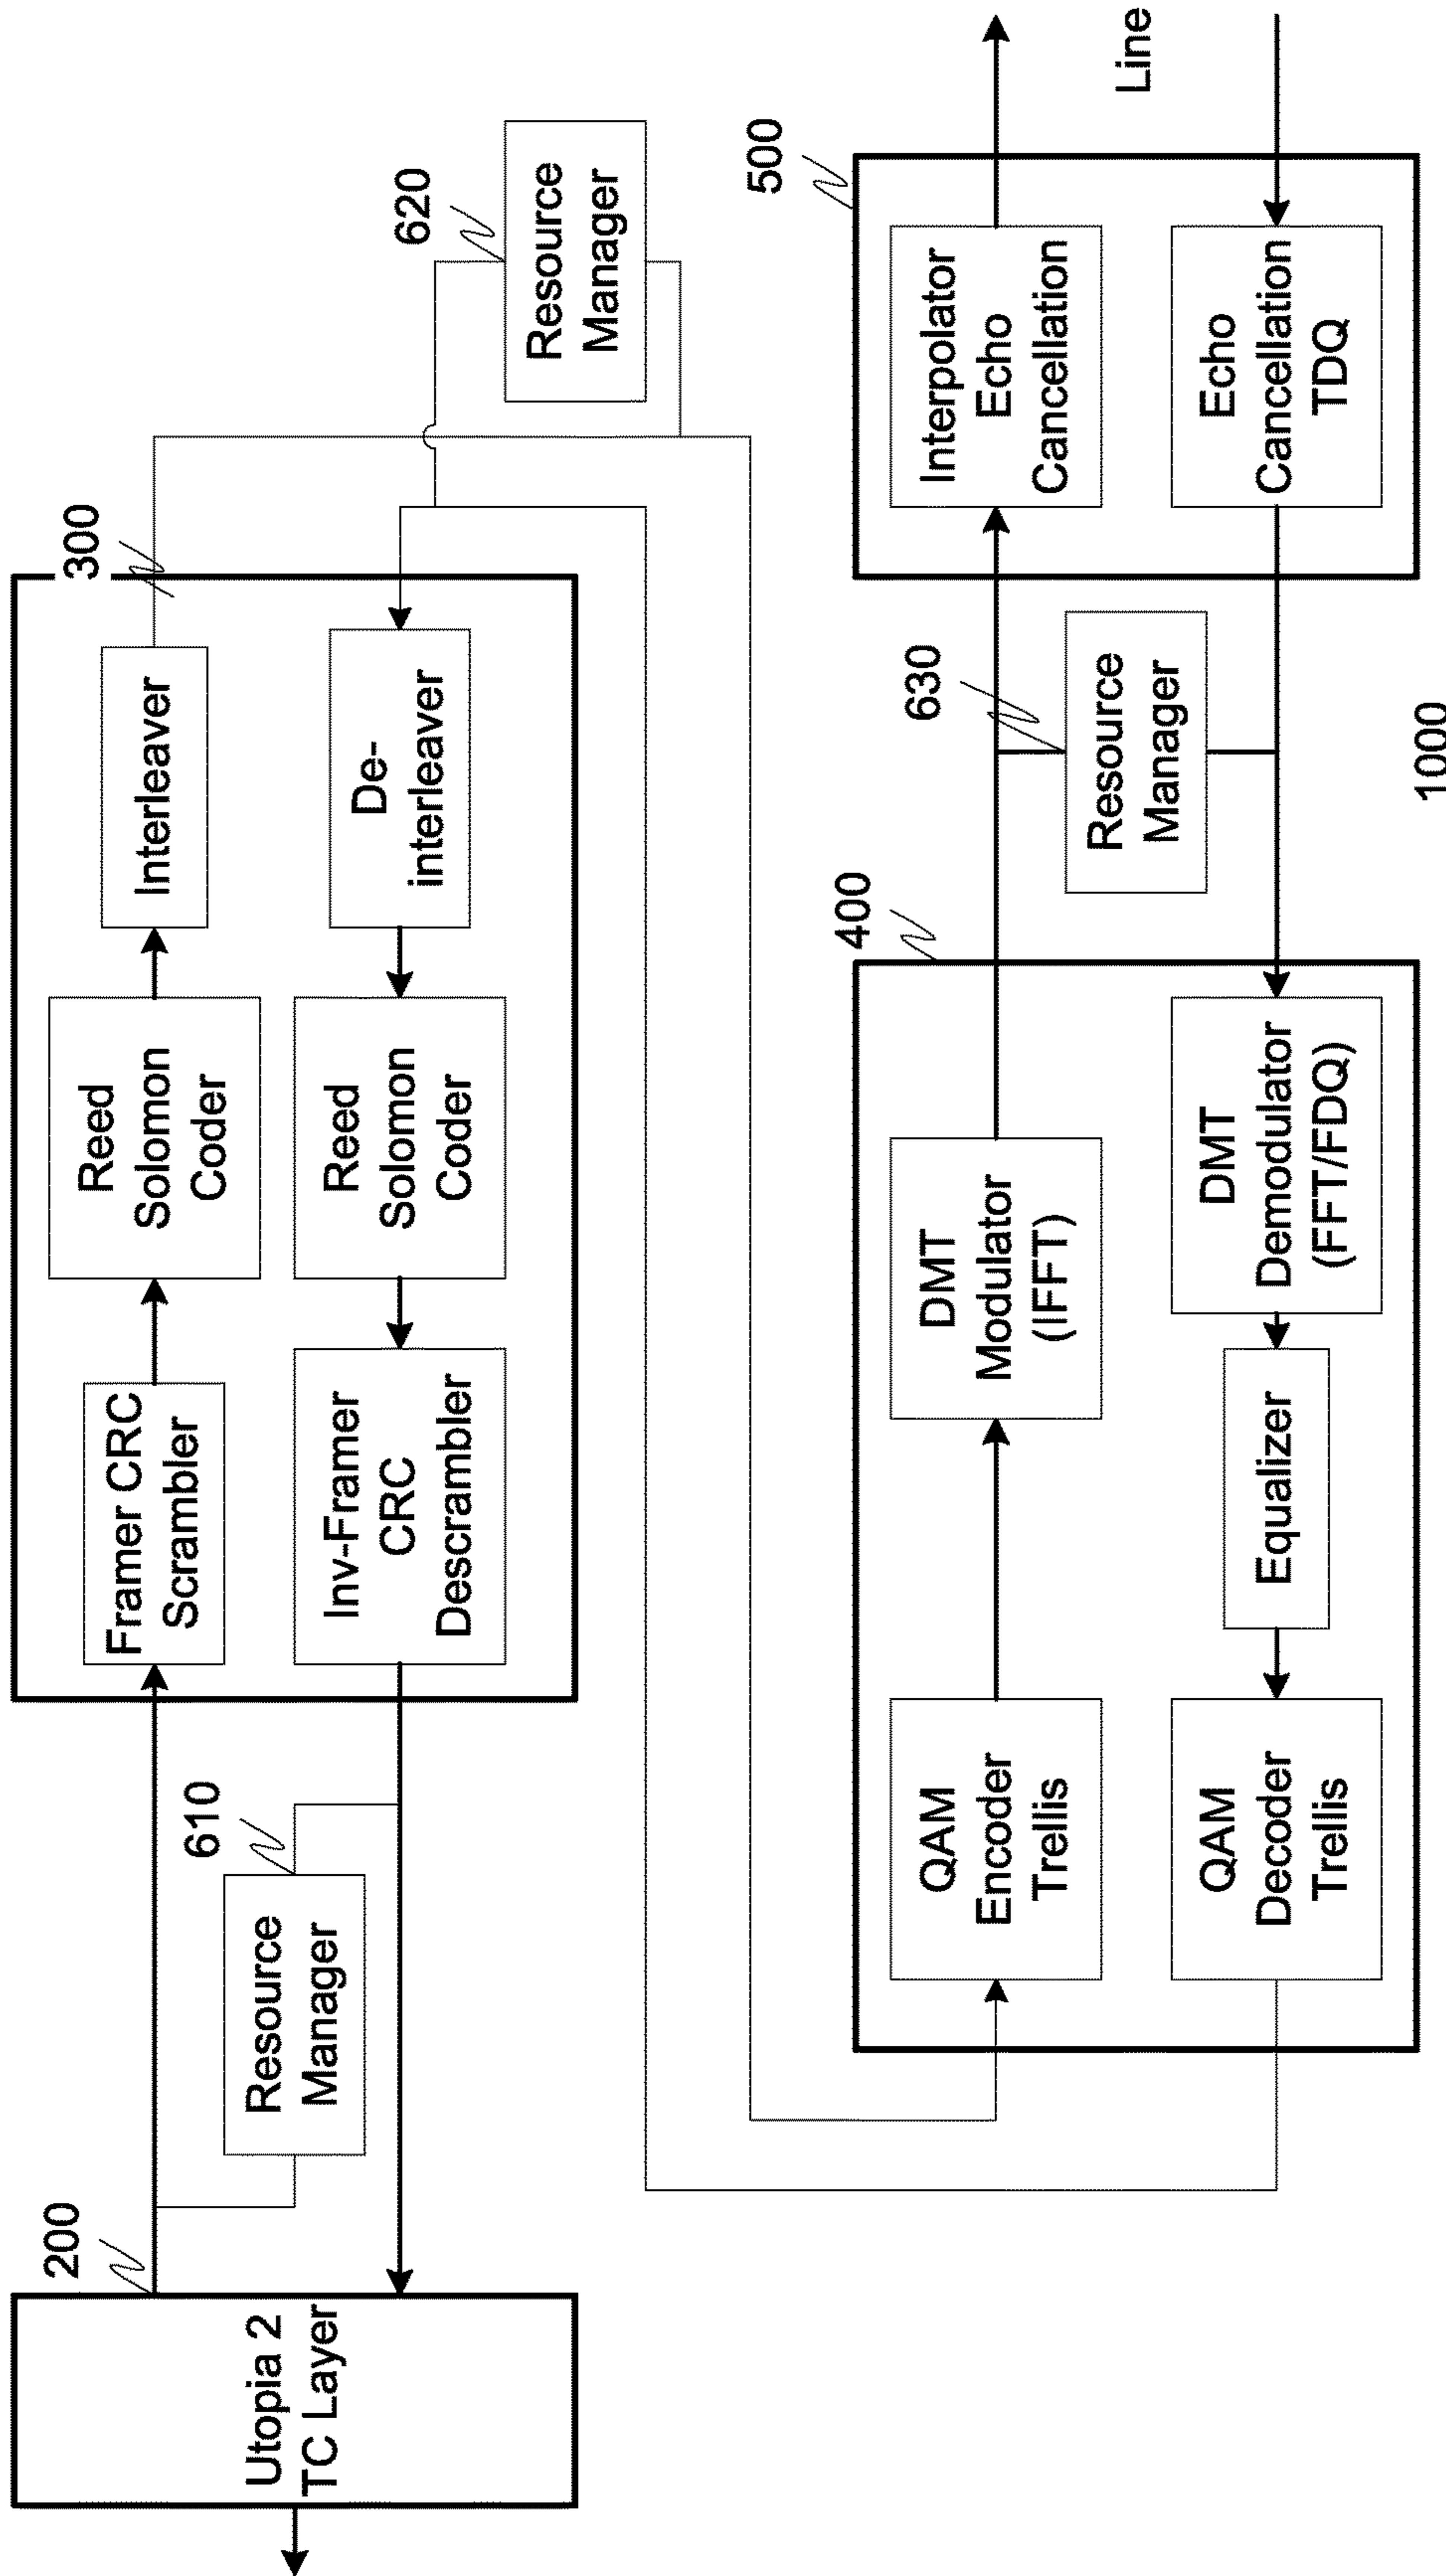 200
Utopia 2
TC Layer
610
Resource
Manager
300
Framer CRC
Scrambler
Reed
Solomon
Coder
Interleaver
Inv-Framer
CRC
Descrambler
Reed
Solomon
Coder
De-
interleaver
620
Resource
Manager
400
QAM
Encoder
Trellis
DMT
Modulator
(IFFT)
QAM
Decoder
Trellis
Equalizer
DMT
Demodulator
(FFT/FDQ)
630
Resource
Manager
500
Interpolator
Echo
Cancellation
Echo
Cancellation
TDQ
Line
1000